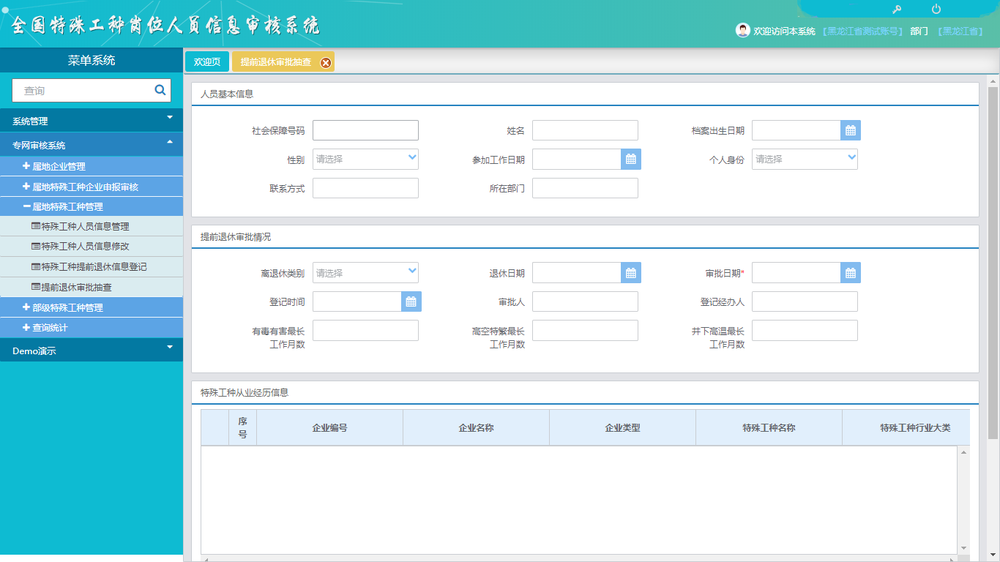 全国特殊工种岗位人员信息审核系统
欢迎访问本系统 【黑龙江省测试账号】 部门 【黑龙江省】
菜单系统
欢迎页 提前退休审批抽查
查询
系统管理
专网审核系统
属地企业管理
属地特殊工种企业申报审核
属地特殊工种管理
特殊工种人员信息管理
特殊工种人员信息修改
特殊工种提前退休信息登记
提前退休审批抽查
部级特殊工种管理
查询统计
Demo演示
人员基本信息
社会保障号码 姓名 档案出生日期
性别 请选择 参加工作日期 个人身份 请选择
联系方式 所在部门
提前退休审批情况
离退休类别 请选择 退休日期 审批日期*
登记时间 审批人 登记经办人
有毒有害最长 高空特繁最长 井下高温最长
工作月数 工作月数 工作月数
特殊工种从业经历信息
序号 企业编号 企业名称 企业类型 特殊工种名称 特殊工种行业大类